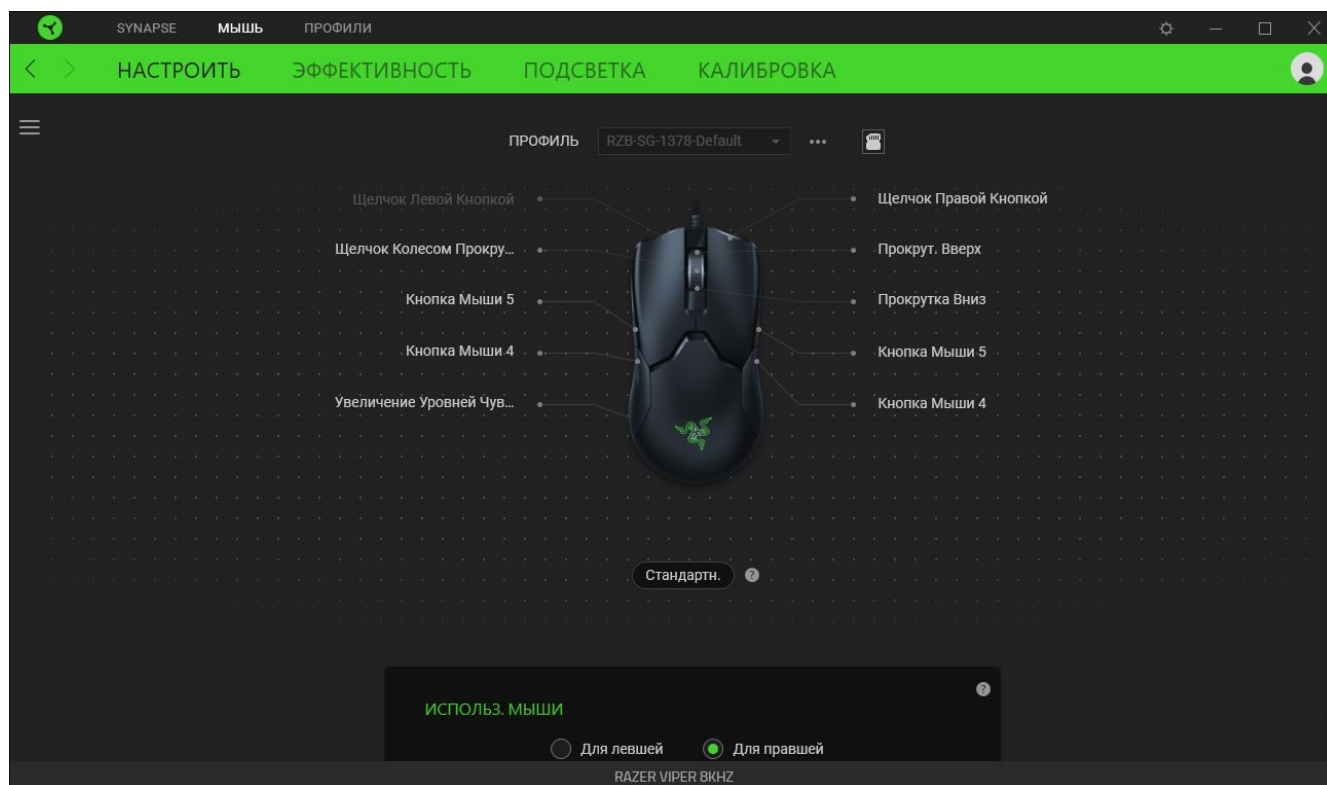 SYNAPSE МЫШЬ ПРОФИЛИ
НАСТРОИТЬ ЭФФЕКТИВНОСТЬ ПОДСВЕТКА КАЛИБРОВКА
ПРОФИЛЬ RZB-SG-1378-Default
Щелчок Левой Кнопкой Щелчок Правой Кнопкой
Щелчок Колесом Прокру... Прокрут. Вверх
Кнопка Мыши 5 Прокрутка Вниз
Кнопка Мыши 4 Кнопка Мыши 5
Увеличение Уровней Чув... Кнопка Мыши 4
Стандартн. ?
?
ИСПОЛЬЗ. МЫШИ
Для левшей Для правшей
RAZER VIPER 8KHZ